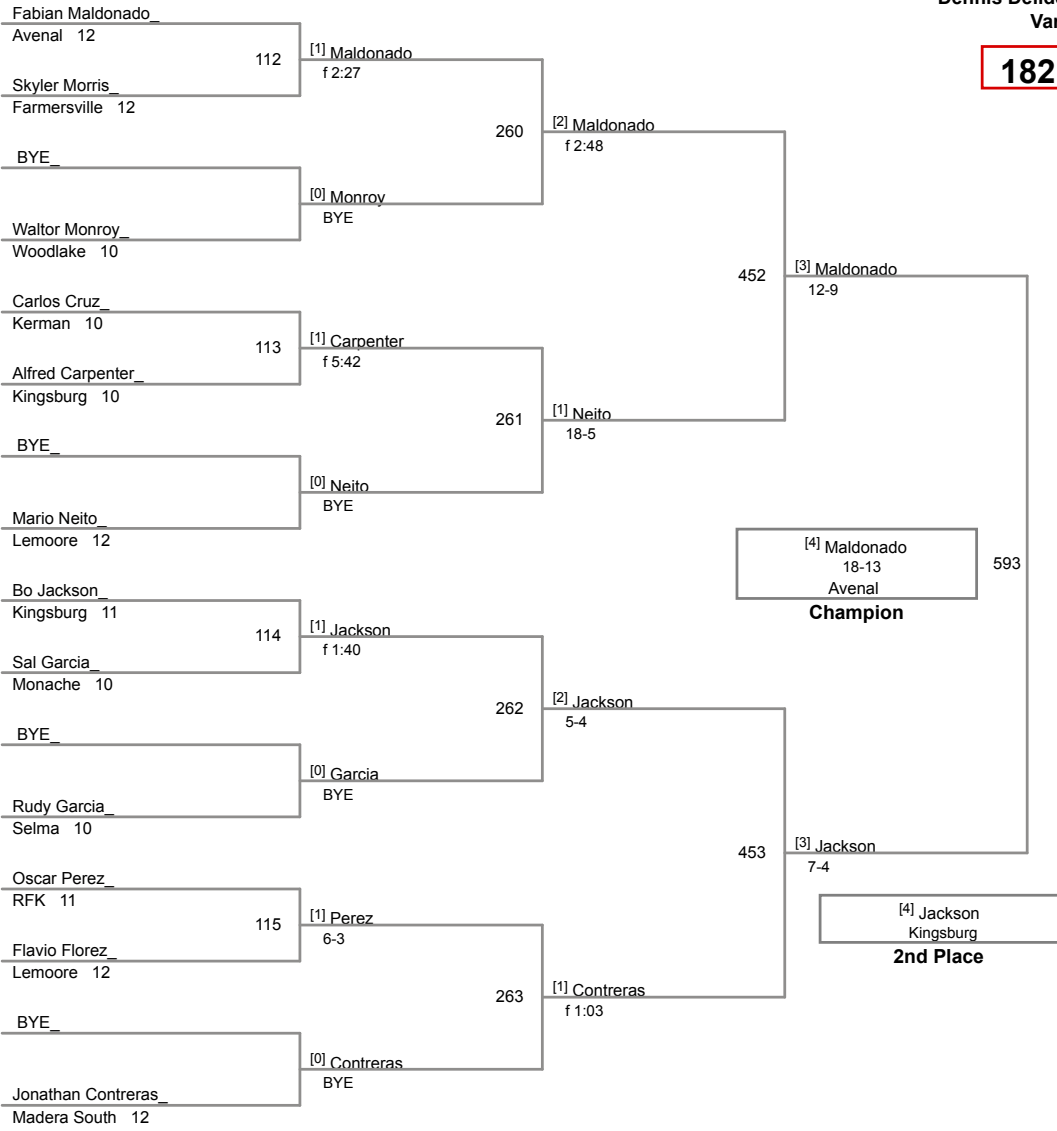 Dennis
Var
182
Fabian Maldonado_
Avenal 12
112
Skyler Morris_
Farmersville 12
[1] Maldonado
f 2:27
BYE_
Waltor Monroy_
Woodlake 10
[0] Monroy
BYE
260
[2] Maldonado
f 2:48
Carlos Cruz_
Kerman 10
113
Alfred Carpenter_
Kingsburg 10
[1] Carpenter
f 5:42
BYE_
Mario Neito_
Lemoore 12
[0] Neito
BYE
261
[1] Neito
18-5
452
[3] Maldonado
12-9
Bo Jackson_
Kingsburg 11
114
Sal Garcia_
Monache 10
[1] Jackson
f 1:40
BYE_
Rudy Garcia_
Selma 10
[0] Garcia
BYE
262
[2] Jackson
5-4
Oscar Perez_
RFK 11
115
Flavio Florez_
Lemoore 12
[1] Perez
6-3
BYE_
Jonathan Contreras_
Madera South 12
[0] Contreras
BYE
263
[1] Contreras
f 1:03
453
[3] Jackson
7-4
593
[4] Maldonado
18-13
Avenal
Champion
[4] Jackson
Kingsburg
2nd Place